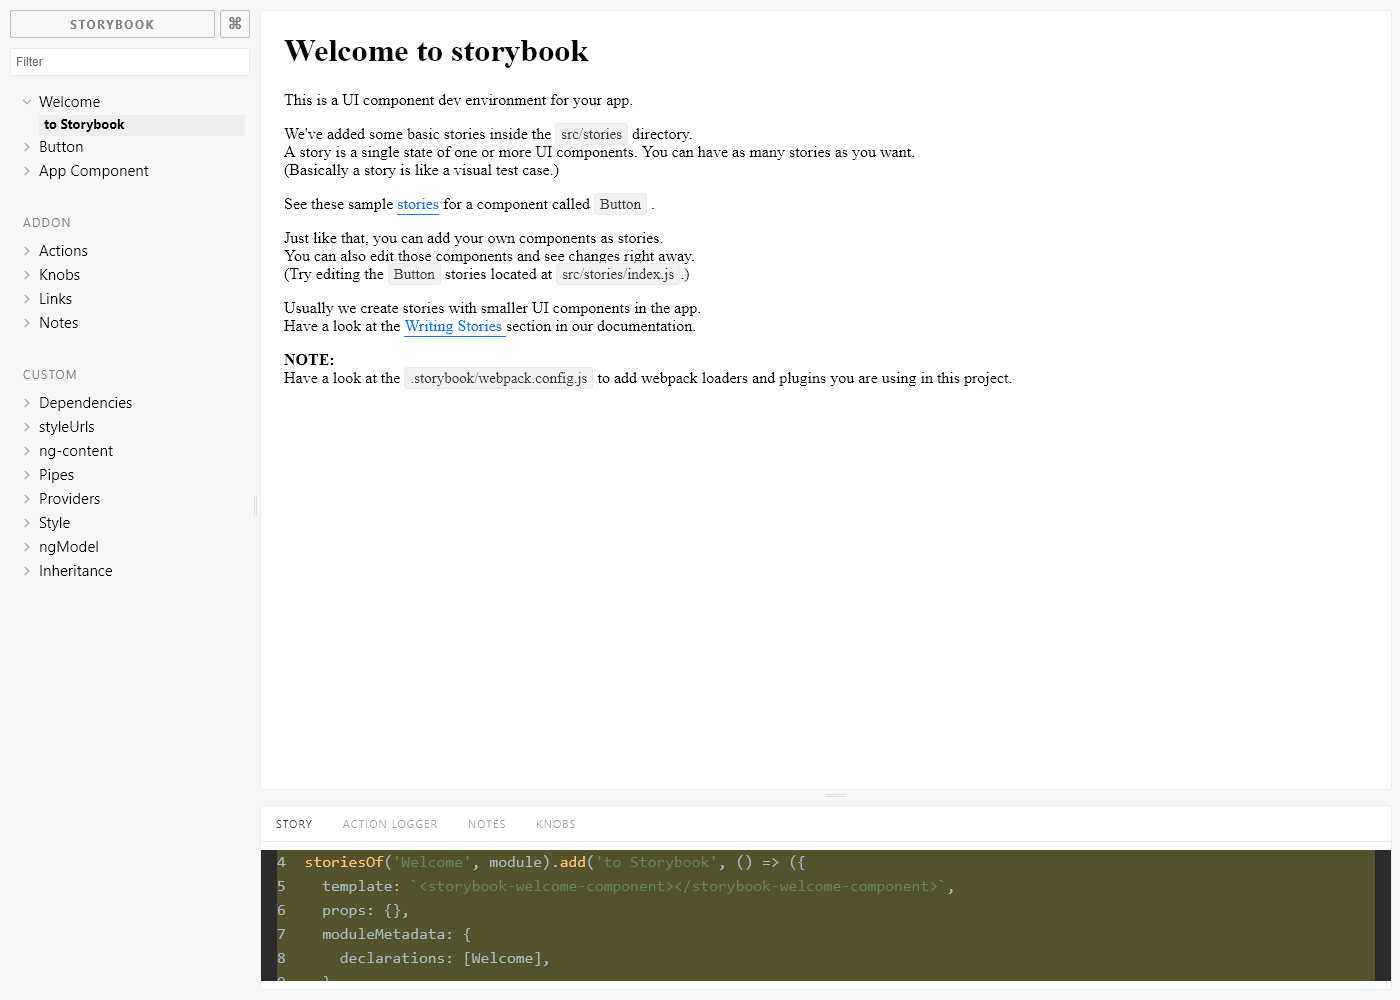 STORYBOOK
⌘
Filter
Welcome
to Storybook
Button
App Component
ADDON
Actions
Knobs
Links
Notes
CUSTOM
Dependencies
styleUrls
ng-content
Pipes
Providers
Style
ngModel
Inheritance
Welcome to storybook
This is a UI component dev environment for your app.
We've added some basic stories inside the src/stories directory.
A story is a single state of one or more UI components. You can have as many stories as you want.
(Basically a story is like a visual test case.)
See these sample stories for a component called Button .
Just like that, you can add your own components as stories.
You can also edit those components and see changes right away.
(Try editing the Button stories located at src/stories/index.js.)
Usually we create stories with smaller UI components in the app.
Have a look at the Writing Stories section in our documentation.
NOTE:
Have a look at the .storybook/webpack.config.js to add webpack loaders and plugins you are using in this project.
STORY ACTION LOGGER NOTES KNOBS
4 storiesOf('Welcome', module).add('to Storybook', () => ({
5 template: `<storybook-welcome-component></storybook-welcome-component>`,
6 props: {},
7 moduleMetadata: {
8 declarations: [Welcome],